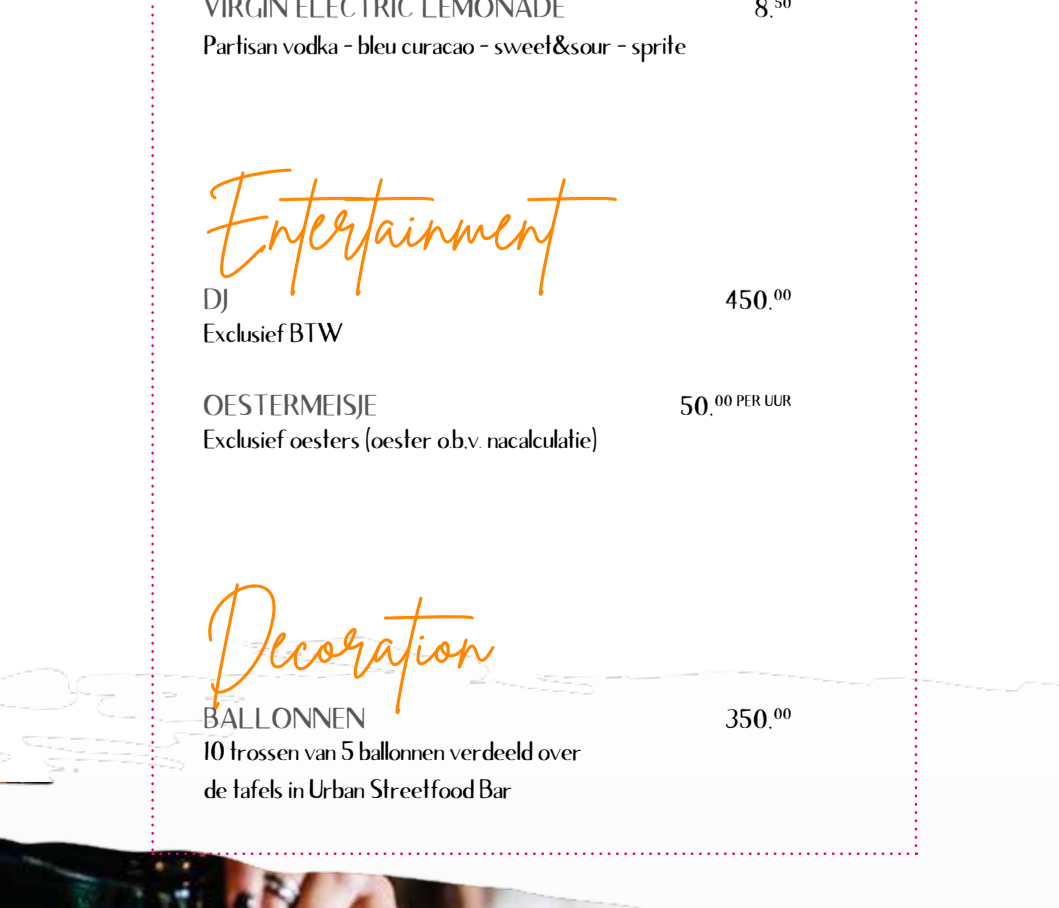 VIRGIN ELECTRIC LEMONADE 8.50
Partisan vodka - bleu curacao - sweet&sour - sprite
Entertainment
DJ 450.00
Exclusief BTW
OESTERMEISJE 50.00 PER UUR
Exclusief oesters (oester o.b.v. nacalculatie)
Decoration
BALLONNEN 350.00
10 trossen van 5 ballonnen verdeeld over
de tafels in Urban Streetfood Bar